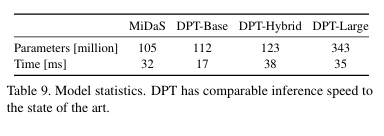 MiDaS DPT-Base DPT-Hybrid DPT-Large
Parameters [million] 105 112 123 343
Time [ms] 32 17 38 35
Table 9. Model statistics. DPT has comparable inference speed to
the state of the art.